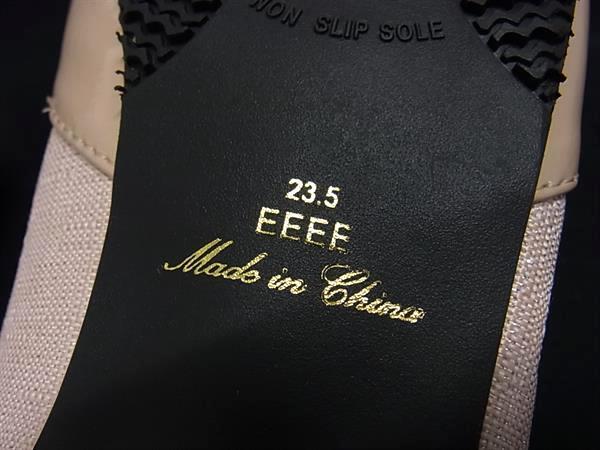 NON SLIP SOLE
23.5
EEEE
Made in China